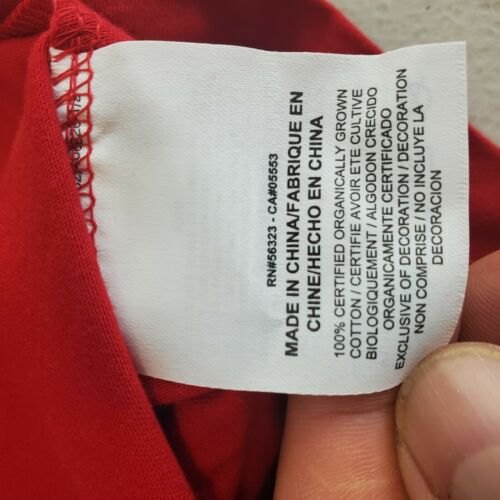 RN#56323 - CA#05553
MADE IN CHINA/FABRIQUE EN
CHINE/HECHO EN CHINA
100% CERTIFIED ORGANICALLY GROWN
COTTON / CERTIFIE AVOIR ETE CULTIVE
BIOLOGIQUEMENT / ALGODON CRECIDO
ORGANICAMENTE CERTIFICADO
EXCLUSIVE OF DECORATION / DECORATION
NON COMPRISE / NO INCLUYE LA
DECORACION